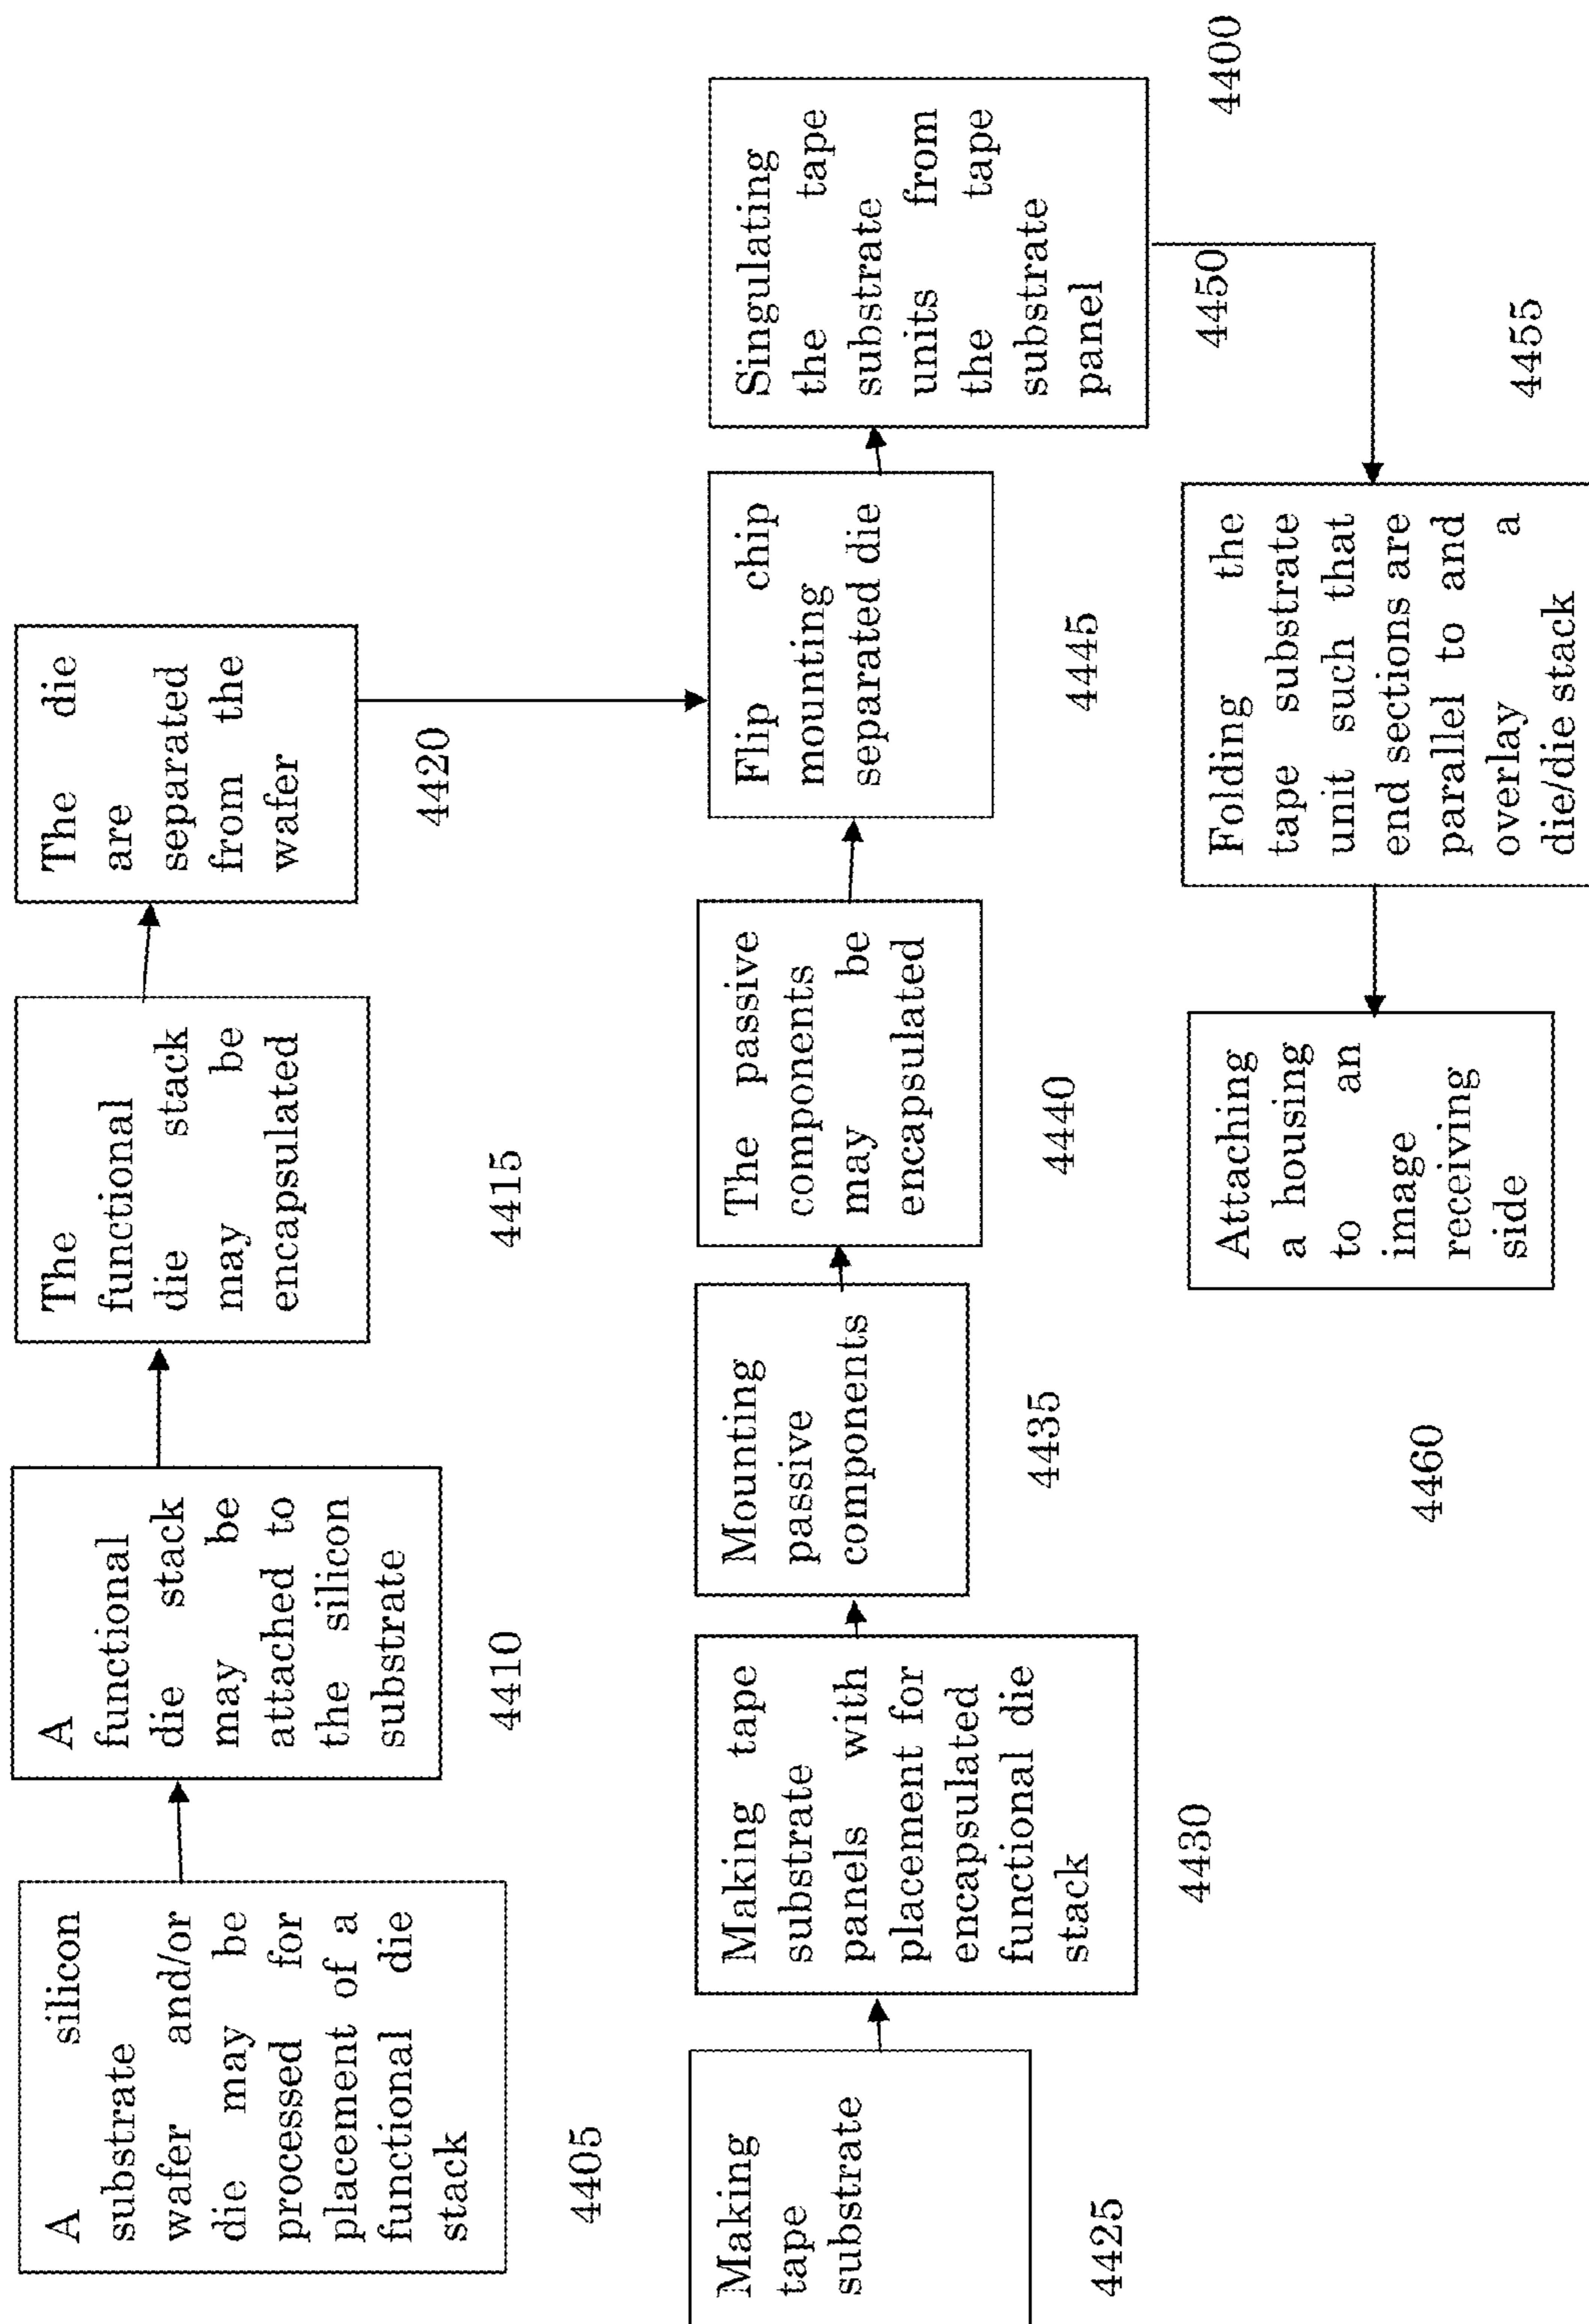 A silicon
substrate
wafer and/or
die may be
processed for
placement of a
functional die
stack
4405
A
functional
die stack
may be
attached to
the silicon
substrate
4410
The
functional
die stack
may be
encapsulated
4415
The die
are
separated
from the
wafer
4420
Making
tape
substrate
4425
Making tape
substrate
panels with
placement for
encapsulated
functional die
stack
4430
Mounting
passive
components
4435
The passive
components
may be
encapsulated
4440
Flip chip
mounting
separated die
4445
Singulating
the tape
substrate
units from
the tape
substrate
panel
4450
4400
Folding the
tape substrate
unit such that
end sections are
parallel to and
overlay a
die/die stack
4455
Attaching
a housing
to an
image
receiving
side
4460